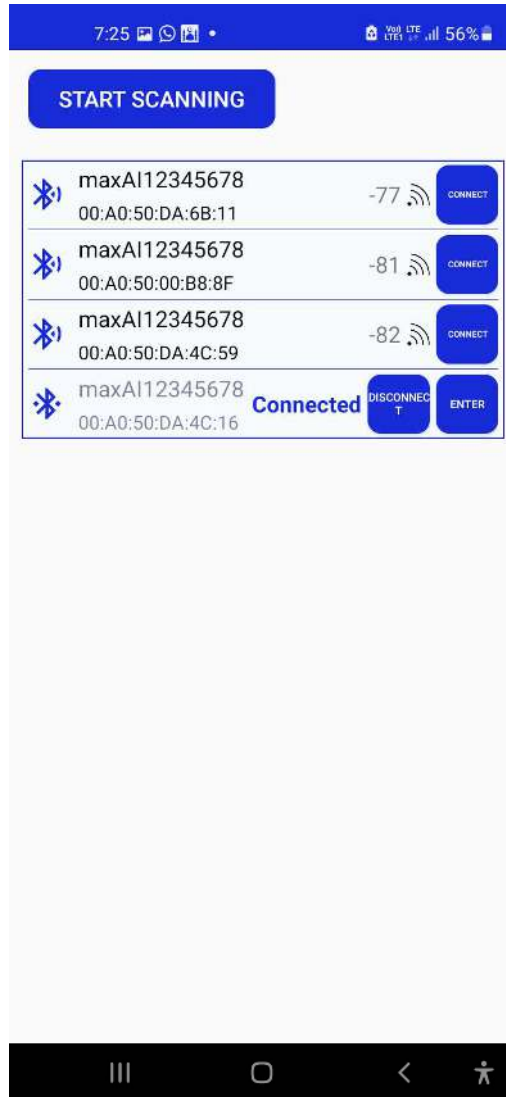 7:25 56%
START SCANNING
maxAI12345678
00:A0:50:DA:6B:11
-77 CONNECT
maxAI12345678
00:A0:50:00:B8:8F
-81 CONNECT
maxAI12345678
00:A0:50:DA:4C:59
-82 CONNECT
maxAI12345678
00:A0:50:DA:4C:16
Connected
DISCONNEC
T
ENTER